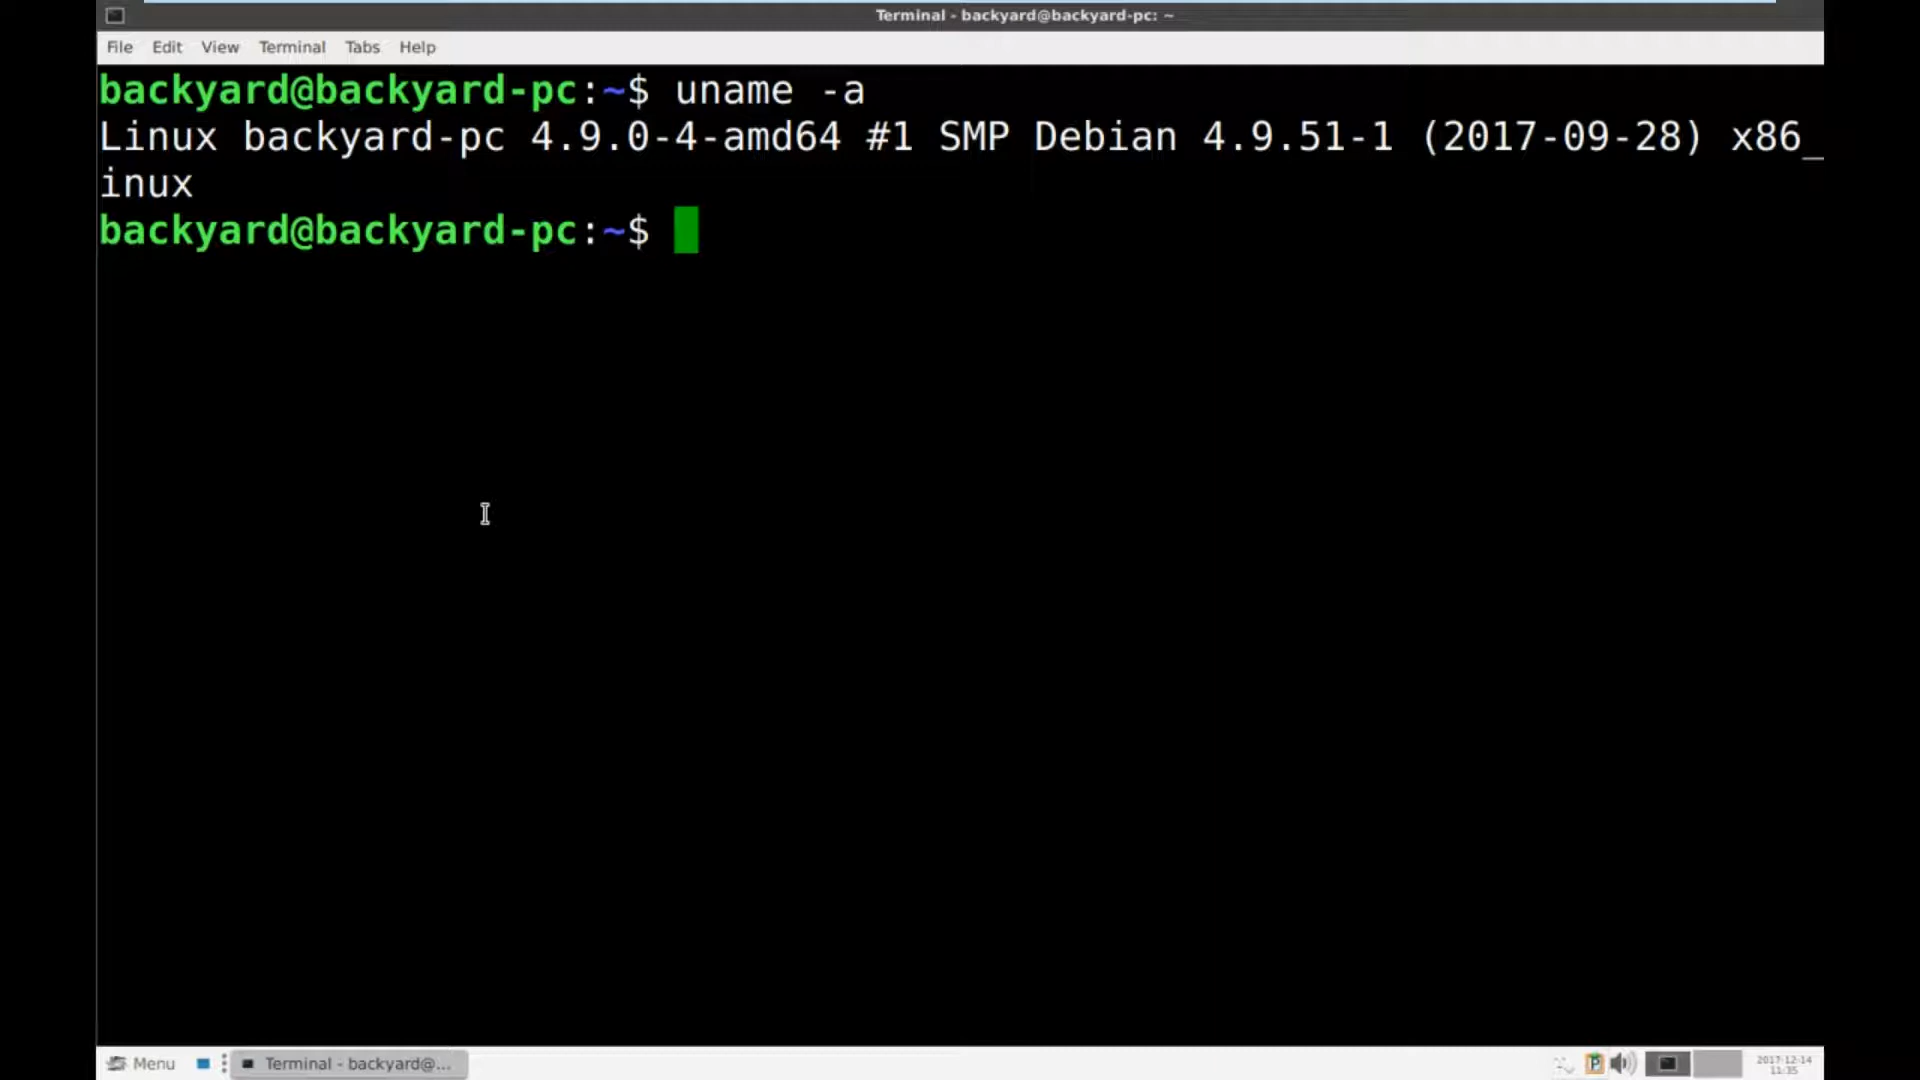 Terminal - backyard@backyard-pc: ~
File Edit View Terminal Tabs Help
backyard@backyard-pc:~$ uname -a
Linux backyard-pc 4.9.0-4-amd64 #1 SMP Debian 4.9.51-1 (2017-09-28) x86_
inux
backyard@backyard-pc:~$
Menu Terminal - backyard@... 2017-12-14
11:35